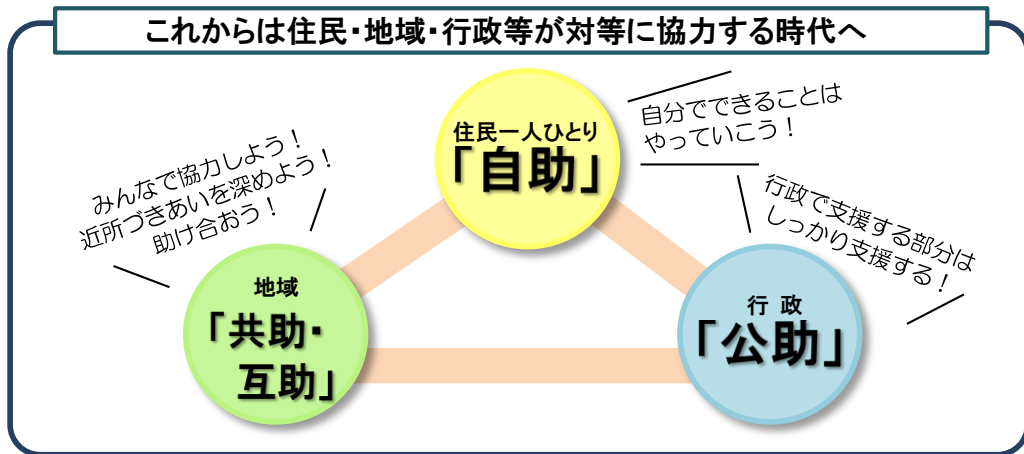 これからは住民・地域・行政等が対等に協力する時代へ
住民一人ひとり
「自助」
自分でできることは
やっていこう！
みんなで協力しよう！
近所づきあいを深めよう！
助け合おう！
行政で支援する部分は
しっかり支援する！
地域
「共助・
互助」
行 政
「公助」